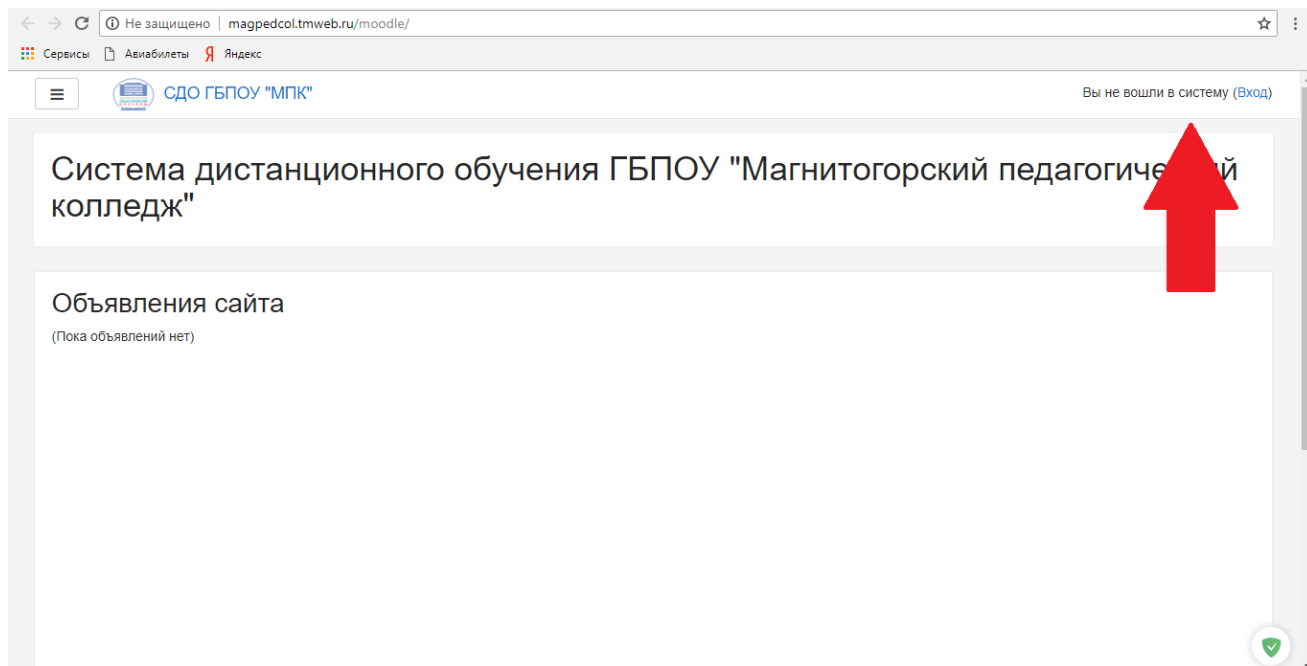 Не защищено | magpedcol.tmweb.ru/moodle/
Сервисы Авиабилеты Я Яндекс
СДО ГБПОУ "МПК" Вы не вошли в систему (Вход)
Система дистанционного обучения ГБПОУ "Магнитогорский
колледж"
Объявления сайта
(Пока объявлений нет)